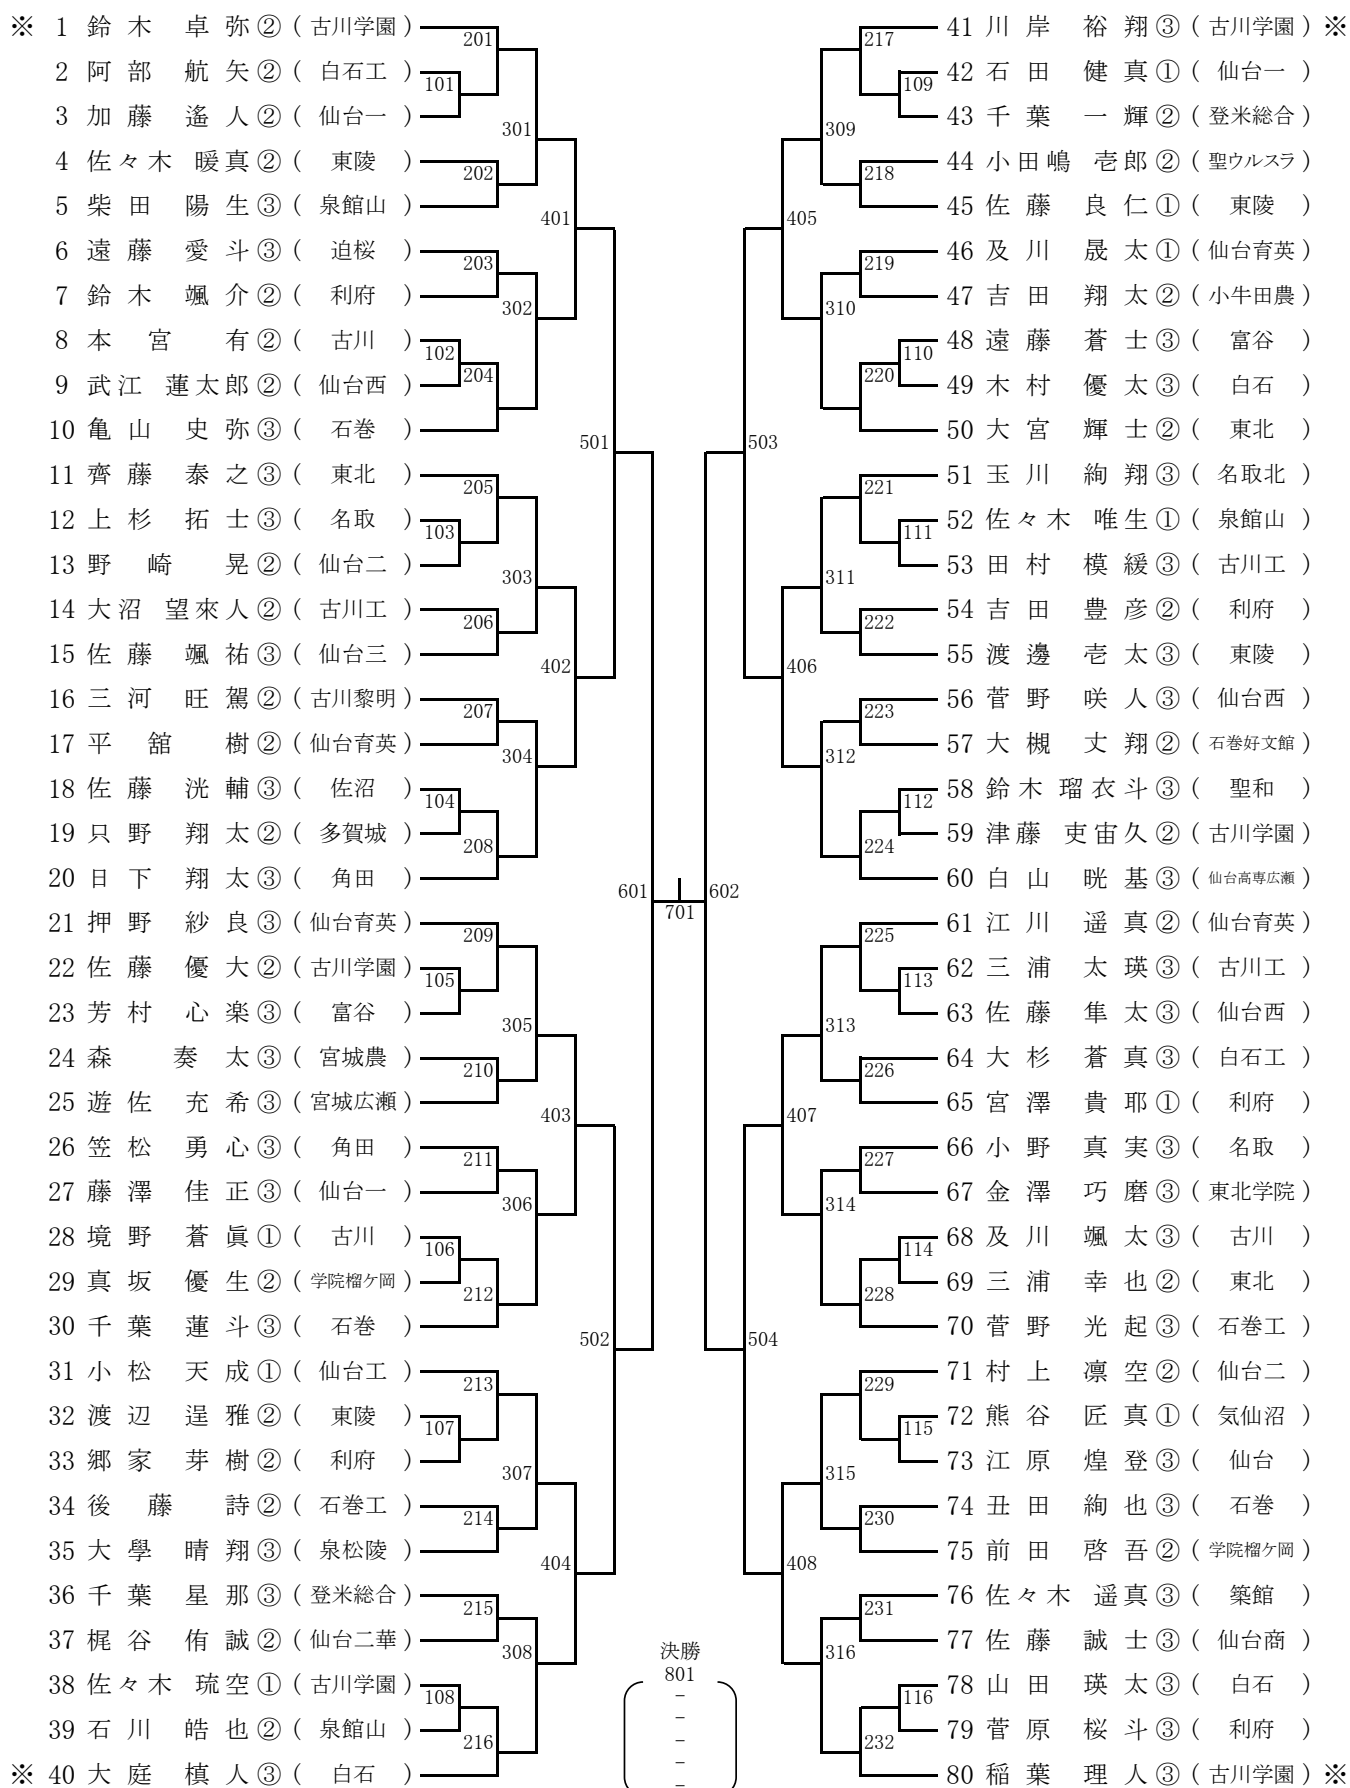 ※ 1 鈴木 卓弥② ( 古川学園 )
2 阿部 航矢② ( 白石工 )
3 加藤 遙人② ( 仙台一 )
4 佐々木 暖真② ( 東陵 )
5 柴田 陽生③ ( 泉館山 )
6 遠藤 愛斗③ ( 迫桜 )
7 鈴木 颯介② ( 利府 )
8 本宮 有② ( 古川 )
9 武江 蓮太郎② ( 仙台西 )
10 亀山 史弥③ ( 石巻 )
11 齊藤 泰之③ ( 東北 )
12 上杉 拓士③ ( 名取 )
13 野崎 晃② ( 仙台二 )
14 大沼 望來人② ( 古川工 )
15 佐藤 颯祐③ ( 仙台三 )
16 三河 旺駕② ( 古川黎明 )
17 平舘 樹② ( 仙台育英 )
18 佐藤 洸輔③ ( 佐沼 )
19 只野 翔太② ( 多賀城 )
20 日下 翔太③ ( 角田 )
21 押野 紗良③ ( 仙台育英 )
22 佐藤 優大② ( 古川学園 )
23 芳村 心楽③ ( 富谷 )
24 森 奏太③ ( 宮城農 )
25 遊佐 充希③ ( 宮城広瀬 )
26 笠松 勇心③ ( 角田 )
27 藤澤 佳正③ ( 仙台一 )
28 境野 蒼眞① ( 古川 )
29 真坂 優生② ( 学院榴ケ岡 )
30 千葉 蓮斗③ ( 石巻 )
31 小松 天成① ( 仙台工 )
32 渡辺 逞雅② ( 東陵 )
33 郷家 芽樹② ( 利府 )
34 後藤 詩② ( 石巻工 )
35 大學 晴翔③ ( 泉松陵 )
36 千葉 星那③ ( 登米総合 )
37 梶谷 侑誠② ( 仙台二華 )
38 佐々木 琉空① ( 古川学園 )
39 石川 皓也② ( 泉館山 )
※ 40 大庭 槙人③ ( 白石 )
201
101
301
202
401
203
302
102
204
501
205
103
303
206
402
207
304
104
208
601
209
105
305
210
403
211
306
106
212
502
213
107
307
214
404
215
308
108
216
701
決勝
801
－
－
－
－
－
602
217
109
309
218
405
219
310
110
220
503
221
111
311
222
406
223
312
112
224
225
113
313
226
407
227
314
114
228
504
229
115
315
230
408
231
316
116
232
41 川岸 裕翔③ ( 古川学園 ) ※
42 石田 健真① ( 仙台一 )
43 千葉 一輝② ( 登米総合 )
44 小田嶋 壱郎② ( 聖ウルスラ )
45 佐藤 良仁① ( 東陵 )
46 及川 晟太① ( 仙台育英 )
47 吉田 翔太② ( 小牛田農 )
48 遠藤 蒼士③ ( 富谷 )
49 木村 優太③ ( 白石 )
50 大宮 輝士② ( 東北 )
51 玉川 絢翔③ ( 名取北 )
52 佐々木 唯生① ( 泉館山 )
53 田村 模緩③ ( 古川工 )
54 吉田 豊彦② ( 利府 )
55 渡邊 壱太③ ( 東陵 )
56 菅野 咲人③ ( 仙台西 )
57 大槻 丈翔② ( 石巻好文館 )
58 鈴木 瑠衣斗③ ( 聖和 )
59 津藤 吏宙久② ( 古川学園 )
60 白山 晄基③ ( 仙台高専広瀬 )
61 江川 遥真② ( 仙台育英 )
62 三浦 太瑛③ ( 古川工 )
63 佐藤 隼太③ ( 仙台西 )
64 大杉 蒼真③ ( 白石工 )
65 宮澤 貴耶① ( 利府 )
66 小野 真実③ ( 名取 )
67 金澤 巧磨③ ( 東北学院 )
68 及川 颯太③ ( 古川 )
69 三浦 幸也② ( 東北 )
70 菅野 光起③ ( 石巻工 )
71 村上 凛空② ( 仙台二 )
72 熊谷 匠真① ( 気仙沼 )
73 江原 煌登③ ( 仙台 )
74 丑田 絢也③ ( 石巻 )
75 前田 啓吾② ( 学院榴ケ岡 )
76 佐々木 遥真③ ( 築館 )
77 佐藤 誠士③ ( 仙台商 )
78 山田 瑛太③ ( 白石 )
79 菅原 桜斗③ ( 利府 )
80 稲葉 理人③ ( 古川学園 ) ※